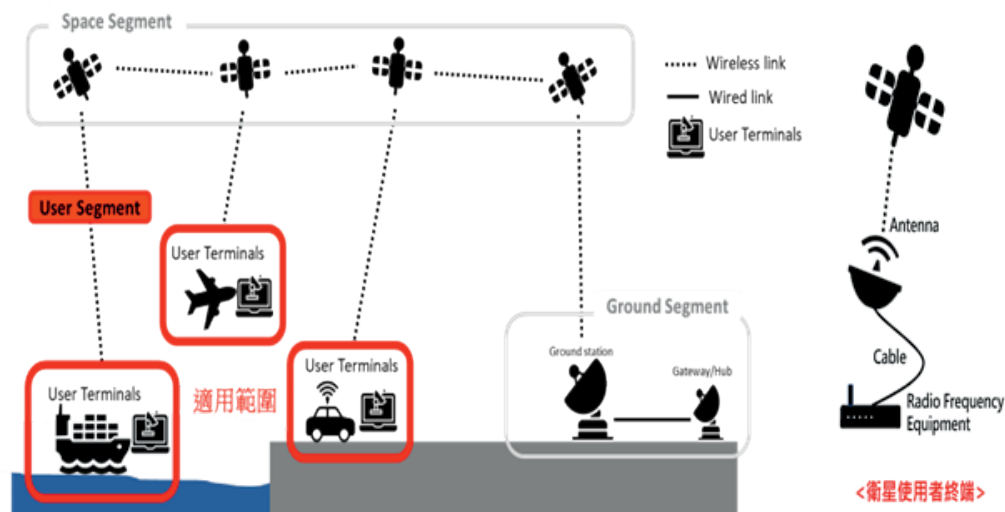 Space Segment
Wireless link
Wired link
User Terminals
User Segment
User Terminals
Antenna
Ground Segment
Ground station
Gateway/Hub
User Terminals
User Terminals
適用範圍
Cable
Radio Frequency
Equipment
<衛星使用者終端>